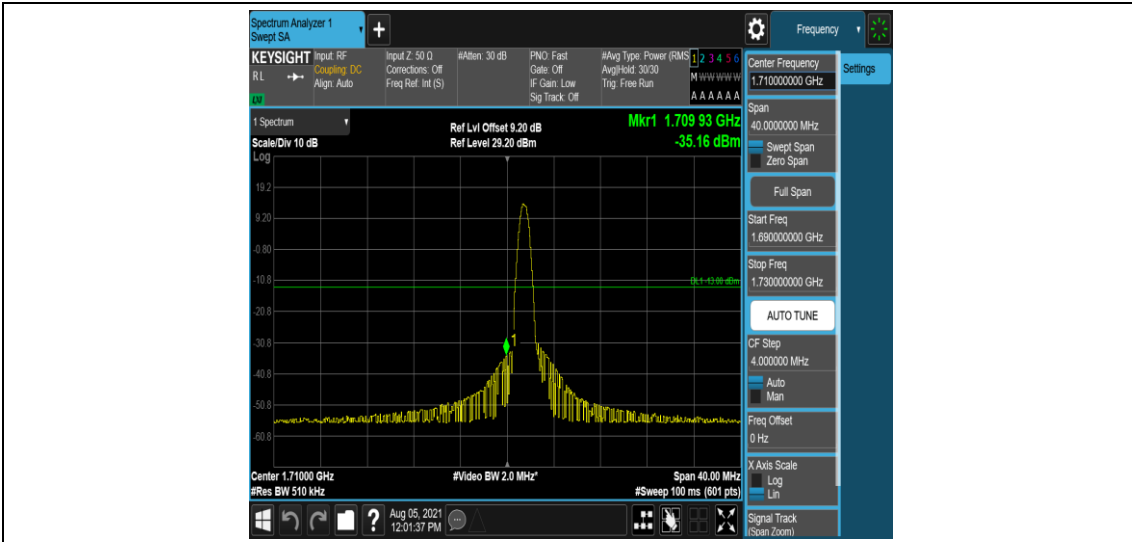 Spectrum Analyzer 1
Swept SA
+
Frequency
KEYSIGHT
RL
LXI
Input: RF
Coupling: DC
Align: Auto
Input Z: 50 Ω
Corrections: Off
Freq Ref: Int (S)
#Atten: 30 dB
PNO: Fast
Gate: Off
IF Gain: Low
Sig Track: Off
#Avg Type: Power (RMS
Avg|Hold: 30/30
Trig: Free Run
1 2 3 4 5 6
M W W W W W
A A A A A A
1 Spectrum
Scale/Div 10 dB
Log
Ref Lvl Offset 9.20 dB
Ref Level 29.20 dBm
Mkr1 1.709 93 GHz
-35.16 dBm
19.2
9.20
-0.80
-10.8
DL1 -13.00 dBm
-20.8
-30.8
1
-40.8
-50.8
-60.8
Center 1.71000 GHz
#Res BW 510 kHz
#Video BW 2.0 MHz*
Span 40.00 MHz
#Sweep 100 ms (601 pts)
Aug 05, 2021
12:01:37 PM
?
Center Frequency
1.710000000 GHz
Settings
Span
40.0000000 MHz
Swept Span
Zero Span
Full Span
Start Freq
1.690000000 GHz
Stop Freq
1.730000000 GHz
AUTO TUNE
CF Step
4.000000 MHz
Auto
Man
Freq Offset
0 Hz
X Axis Scale
Log
Lin
Signal Track
(Span Zoom)